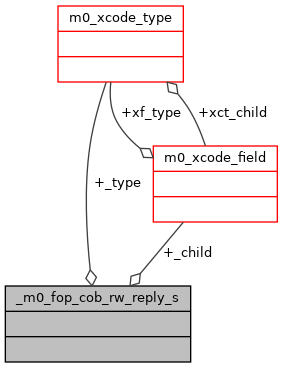 m0_xcode_type
+xf_type
+xct_child
m0_xcode_field
+_type
+_child
_m0_fop_cob_rw_reply_s